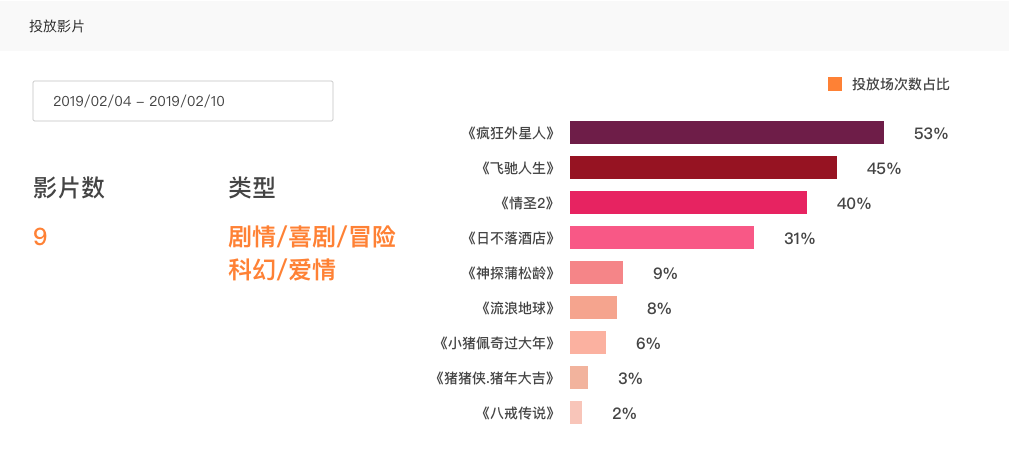 投放影片
2019/02/04 – 2019/02/10
投放场次数占比
影片数
9
类型
剧情/喜剧/冒险
科幻/爱情
《疯狂外星人》 53%
《飞驰人生》 45%
《情圣2》 40%
《日不落酒店》 31%
《神探蒲松龄》 9%
《流浪地球》 8%
《小猪佩奇过大年》 6%
《猪猪侠.猪年大吉》 3%
《八戒传说》 2%